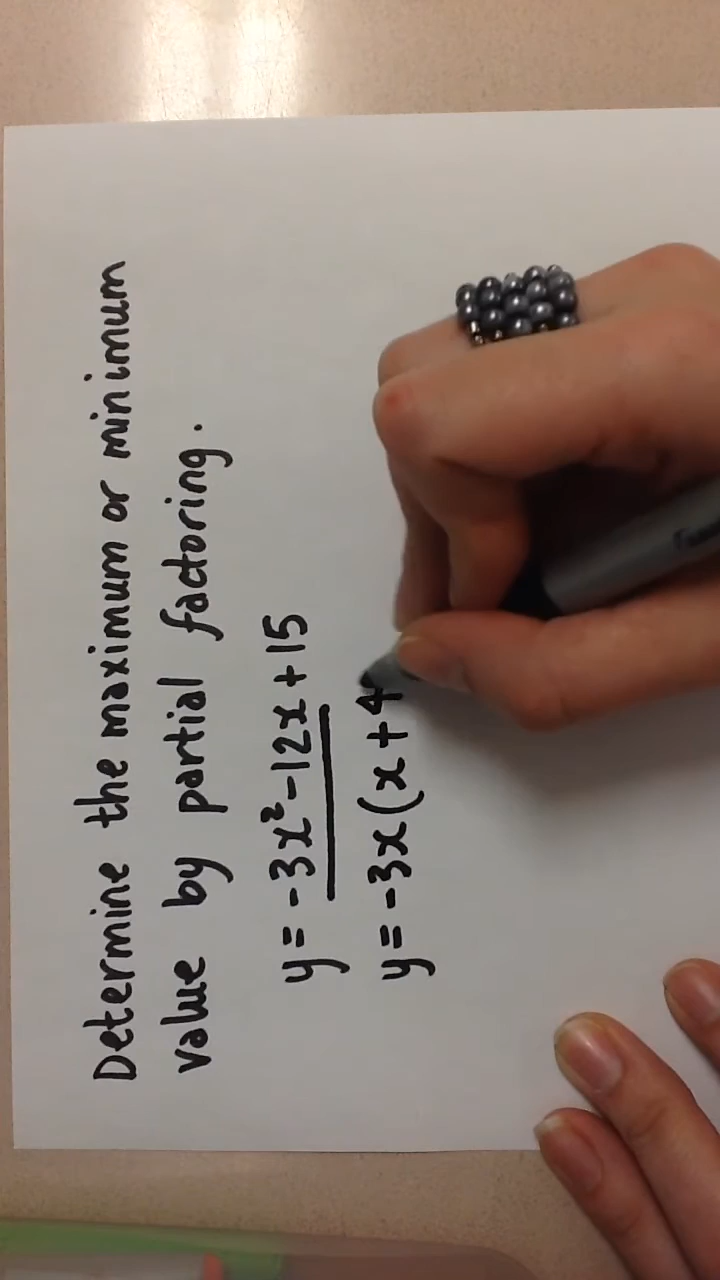 Determine the maximum or minimum
value by partial factoring.
y = -3x² - 12x + 15
y = -3x(x + 4